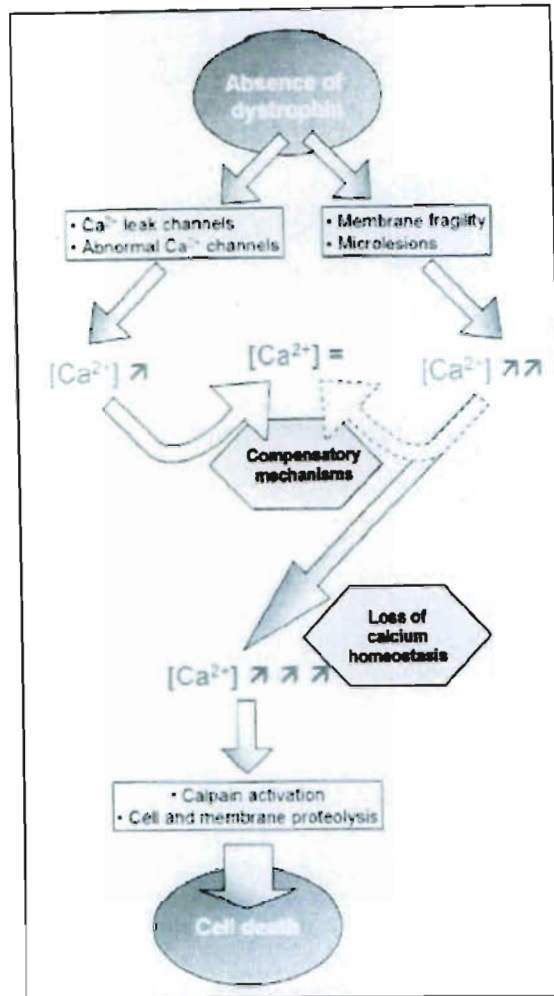 Absence of
dystrophin
• Ca²⁺ leak channels
• Abnormal Ca²⁺ channels
• Membrane fragility
• Microlesions
[Ca²⁺] ↗
[Ca²⁺] =
[Ca²⁺] ↗↗
Compensatory
mechanisms
Loss of
calcium
homeostasis
[Ca²⁺] ↗ ↗ ↗
• Calpain activation
• Cell and membrane proteolysis
Cell death